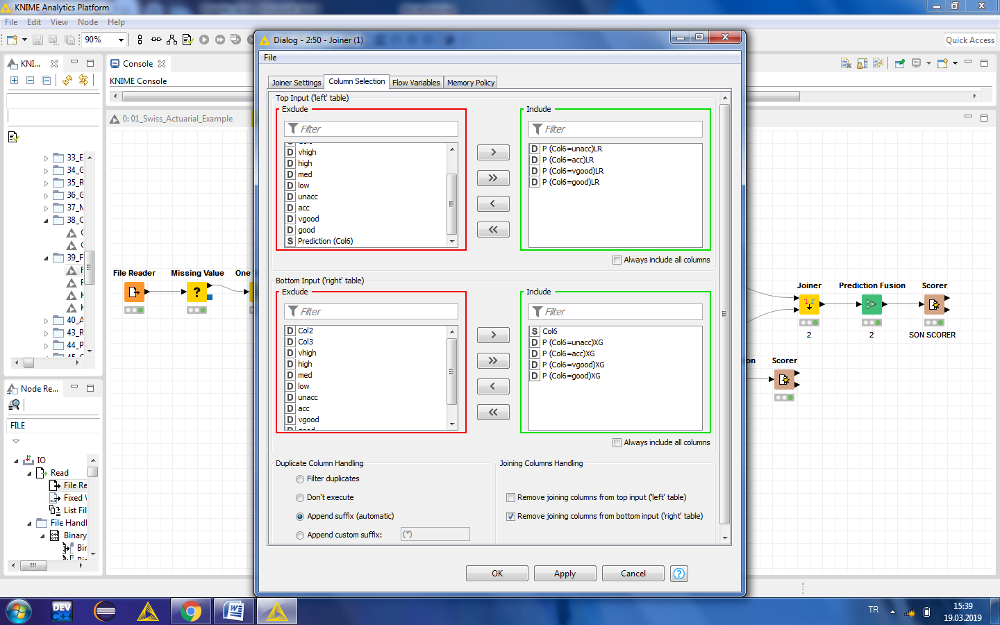 KNIME Analytics Platform
File Edit View Node Help
90%
Quick Access
KNI...
Console
KNIME Console
0: 01_Swiss_Actuarial_Example
33_E
34_G
35_R
36_G
37_M
38_C
39_F
40_A
43_R
44_P
Node Re...
FİLE
IO
Read
File Re
Fixed V
List Fil
File Handl
Binary
Bir
File Reader
Missing Value
One
Joiner
2
Prediction Fusion
2
Scorer
SON SCORER
on
Scorer
Dialog - 2:50 - Joiner (1)
File
Joiner Settings
Column Selection
Flow Variables
Memory Policy
Top Input ('left' table)
Exclude
Filter
D vhigh
D high
D med
D low
D unacc
D acc
D vgood
D good
S Prediction (Col6)
>
>>
<
<<
Include
Filter
D P (Col6=unacc)LR
D P (Col6=acc)LR
D P (Col6=vgood)LR
D P (Col6=good)LR
Always include all columns
Bottom Input ('right' table)
Exclude
Filter
D Col2
D Col3
D vhigh
D high
D med
D low
D unacc
D acc
D vgood
>
>>
<
<<
Include
Filter
S Col6
D P (Col6=unacc)XG
D P (Col6=acc)XG
D P (Col6=vgood)XG
D P (Col6=good)XG
Always include all columns
Duplicate Column Handling
Filter duplicates
Don't execute
Append suffix (automatic)
Append custom suffix: (*)
Joining Columns Handling
Remove joining columns from top input ('left' table)
Remove joining columns from bottom input ('right' table)
OK
Apply
Cancel
?
DEV
C++
TR
15:39
19.03.2019